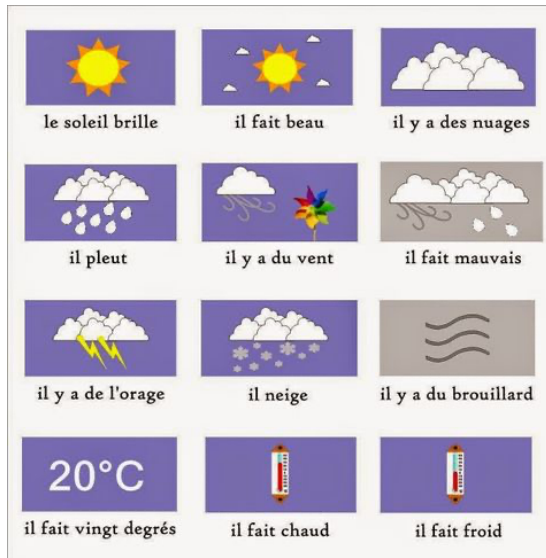 le soleil brille
il fait beau
il y a des nuages
il pleut
il y a du vent
il fait mauvais
il y a de l'orage
il neige
il y a du brouillard
20°C
il fait vingt degrés
il fait chaud
il fait froid